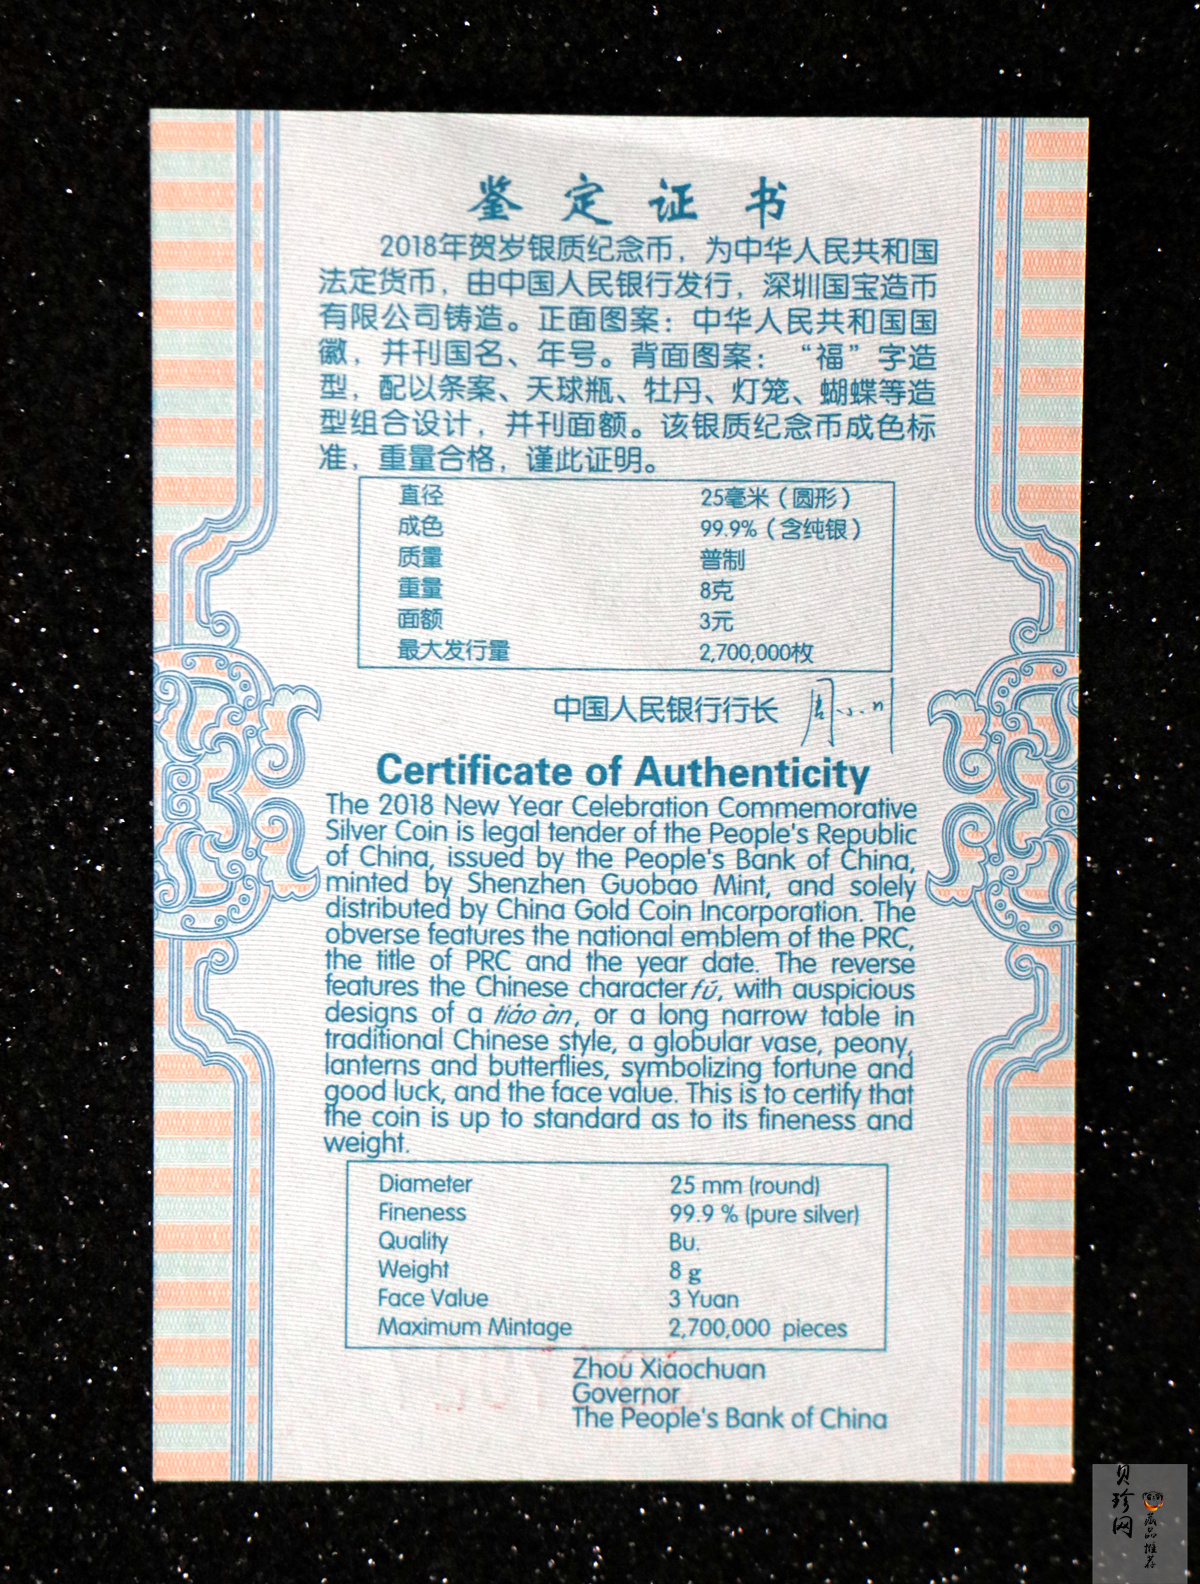 鉴定证书
2018年贺岁银质纪念币，为中华人民共和国
法定货币，由中国人民银行发行，深圳国宝造币
有限公司铸造。正面图案：中华人民共和国国
徽，并刊国名、年号。背面图案：“福”字造
型，配以条案、天球瓶、牡丹、灯笼、蝴蝶等造
型组合设计，并刊面额。该银质纪念币成色标
准，重量合格，谨此证明。
直径 25毫米（圆形）
成色 99.9%（含纯银）
质量 普制
重量 8克
面额 3元
最大发行量 2,700,000枚
中国人民银行行长 周小川
Certificate of Authenticity
The 2018 New Year Celebration Commemorative
Silver Coin is legal tender of the People's Republic
of China, issued by the People's Bank of China,
minted by Shenzhen Guobao Mint, and solely
distributed by China Gold Coin Incorporation. The
obverse features the national emblem of the PRC,
the title of PRC and the year date. The reverse
features the Chinese character fú, with auspicious
designs of a tiáo àn, or a long narrow table in
traditional Chinese style, a globular vase, peony,
lanterns and butterflies, symbolizing fortune and
good luck, and the face value. This is to certify that
the coin is up to standard as to its fineness and
weight.
Diameter 25 mm (round)
Fineness 99.9 % (pure silver)
Quality Bu.
Weight 8 g
Face Value 3 Yuan
Maximum Mintage 2,700,000 pieces
Zhou Xiaochuan
Governor
The People's Bank of China
贝珍网
藏品推荐